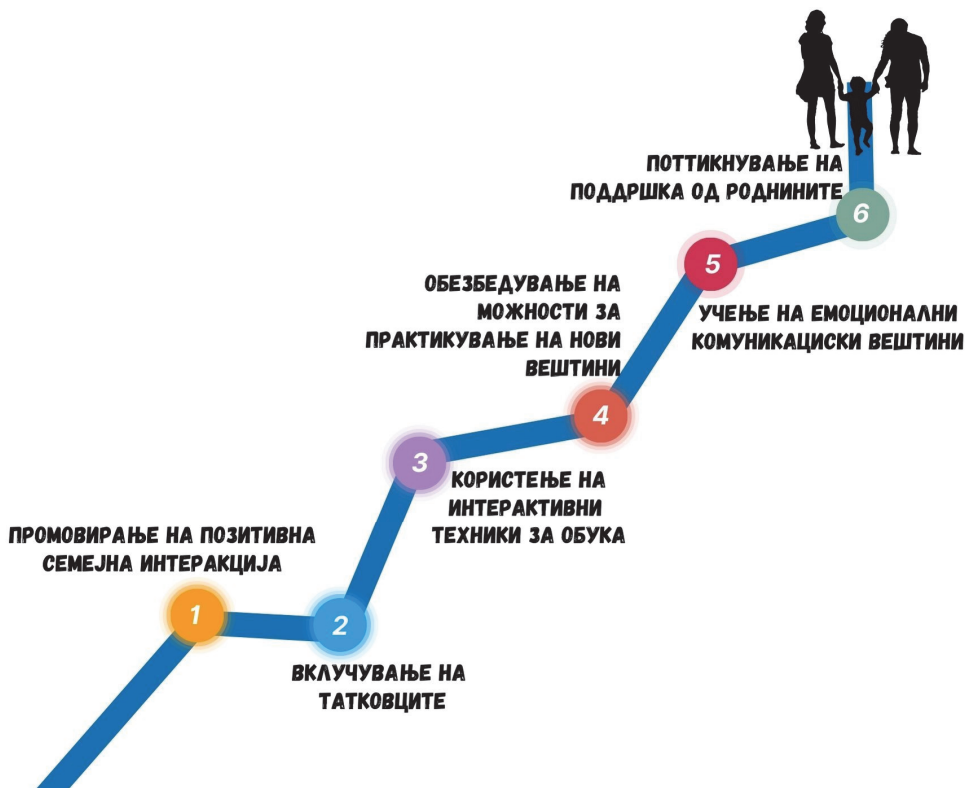 1
ПРОМОВИРАЊЕ НА ПОЗИТИВНА
СЕМЕЈНА ИНТЕРАКЦИЈА
2
ВКЛУЧУВАЊЕ НА
ТАТКОВЦИТЕ
3
КОРИСТЕЊЕ НА
ИНТЕРАКТИВНИ
ТЕХНИКИ ЗА ОБУКА
4
ОБЕЗБЕДУВАЊЕ НА
МОЖНОСТИ ЗА
ПРАКТИКУВАЊЕ НА НОВИ
ВЕШТИНИ
5
УЧЕЊЕ НА ЕМОЦИОНАЛНИ
КОМУНИКАЦИСКИ ВЕШТИНИ
6
ПОТТИКНУВАЊЕ НА
ПОДДРШКА ОД РОДНИНИТЕ